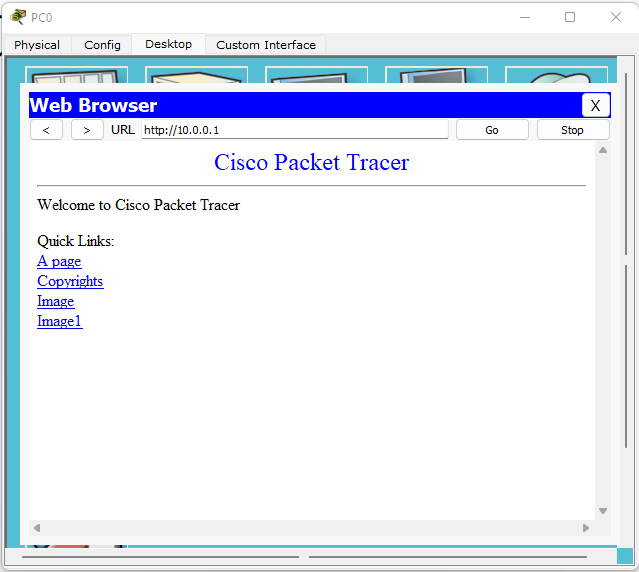 PC0
Physical Config Desktop Custom Interface
Web Browser X
< > URL http://10.0.0.1 Go Stop
Cisco Packet Tracer
Welcome to Cisco Packet Tracer
Quick Links:
A page
Copyrights
Image
Image1